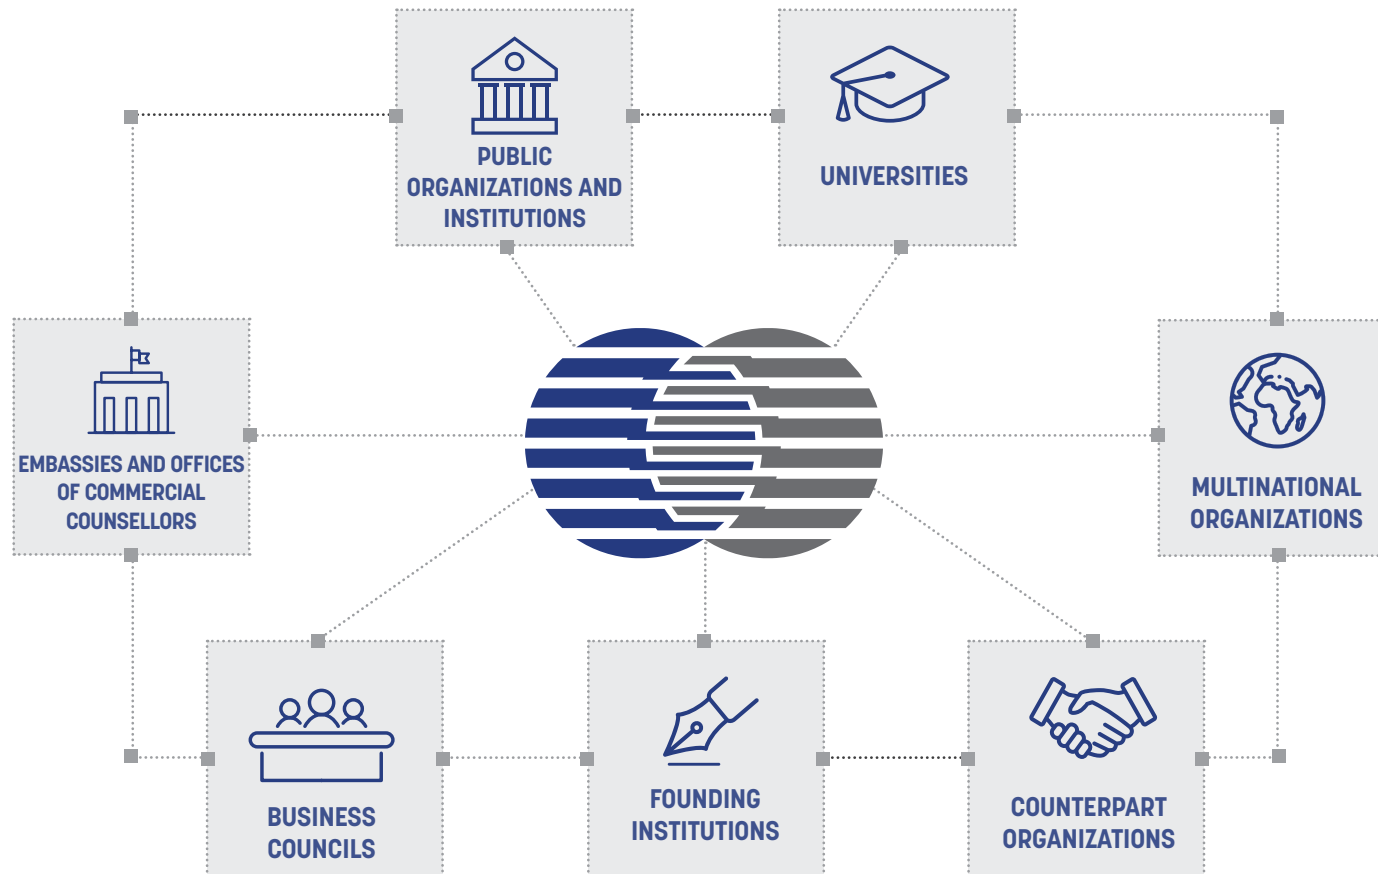 PUBLIC
ORGANIZATIONS AND
INSTITUTIONS
UNIVERSITIES
EMBASSIES AND OFFICES
OF COMMERCIAL
COUNSELLORS
MULTINATIONAL
ORGANIZATIONS
BUSINESS
COUNCILS
FOUNDING
INSTITUTIONS
COUNTERPART
ORGANIZATIONS